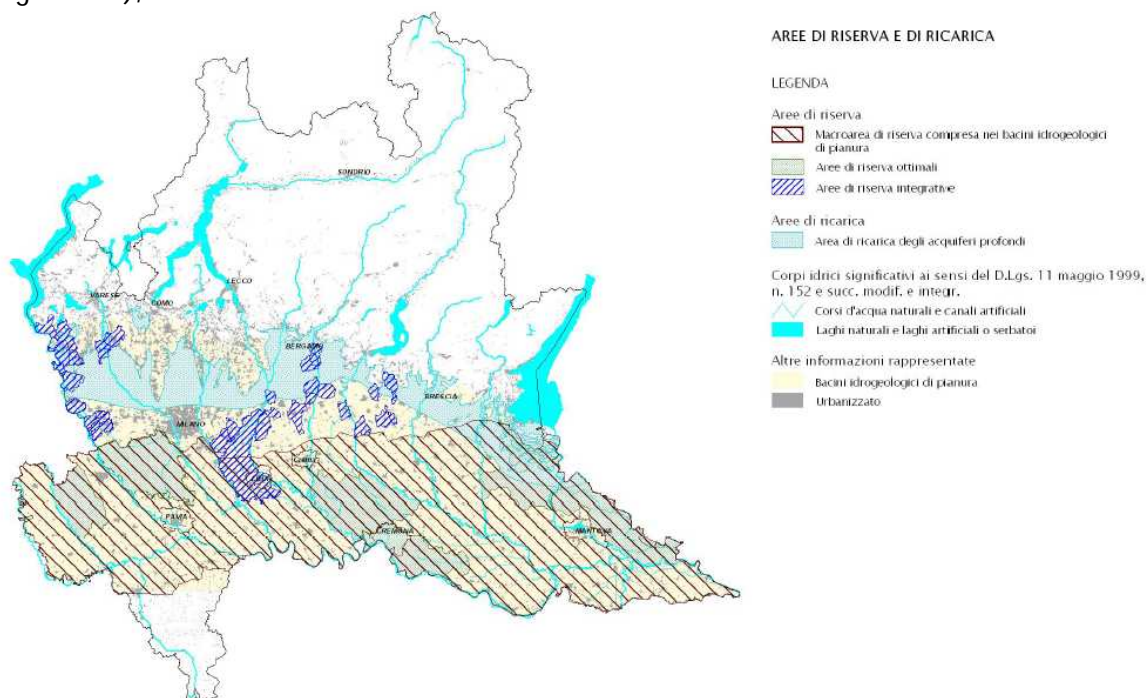 AREE DI RISERVA E DI RICARICA
LEGENDA
Aree di riserva
Macroarea di riserva compresa nei bacini idrogeologici
di pianura
Aree di riserva ottimali
Aree di riserva integrative
Aree di ricarica
Area di ricarica degli acquiferi profondi
Corpi idrici significativi ai sensi del D.Lgs. 11 maggio 1999,
n. 152 e succ. modif. e integr.
Corsi d'acqua naturali e canali artificiali
Laghi naturali e laghi artificiali o serbatoi
Altre informazioni rappresentate
Bacini idrogeologici di pianura
Urbanizzato
SONDRIO
LECCO
VARESE
COMO
BERGAMO
BRESCIA
MILANO
PAVIA
CREMONA
MANTOVA